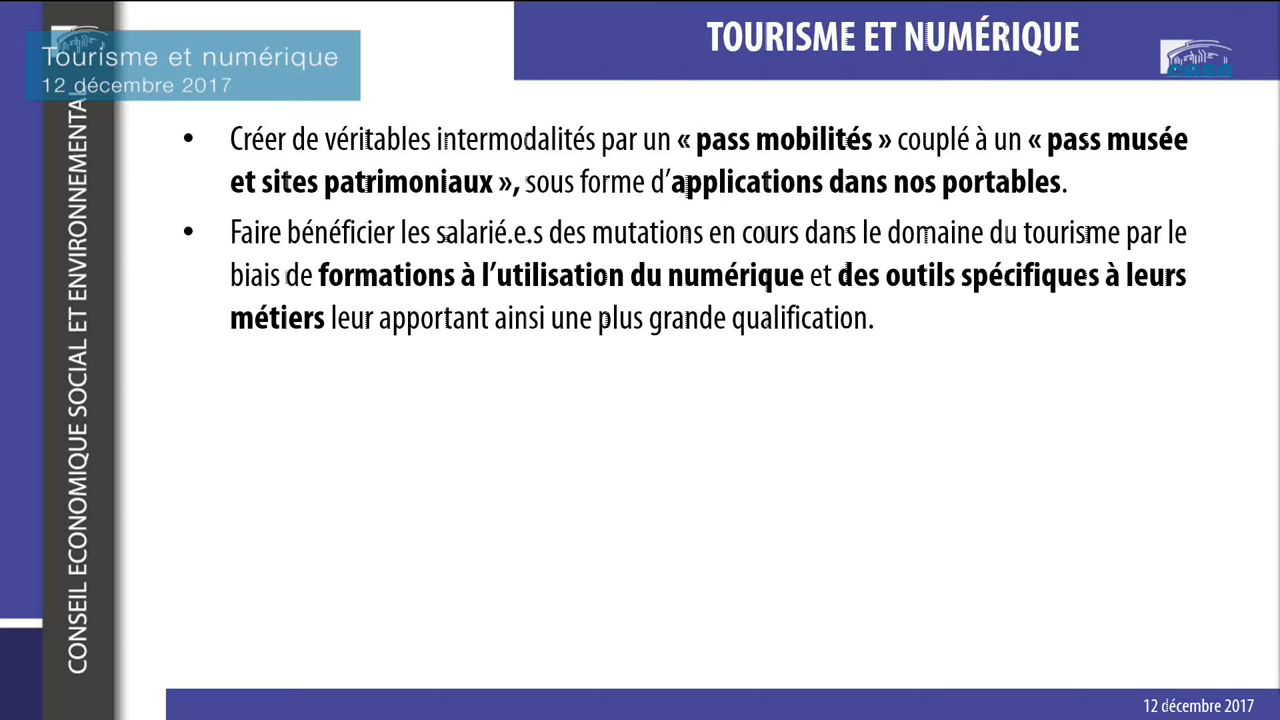 TOURISME ET NUMÉRIQUE
Tourisme et numérique
12 décembre 2017
CONSEIL ECONOMIQUE SOCIAL ET ENVIRONNEMENTA
• Créer de véritables intermodalités par un « pass mobilités » couplé à un « pass musée
et sites patrimoniaux », sous forme d’applications dans nos portables.
• Faire bénéficier les salarié.e.s des mutations en cours dans le domaine du tourisme par le
biais de formations à l’utilisation du numérique et des outils spécifiques à leurs
métiers leur apportant ainsi une plus grande qualification.
12 décembre 2017